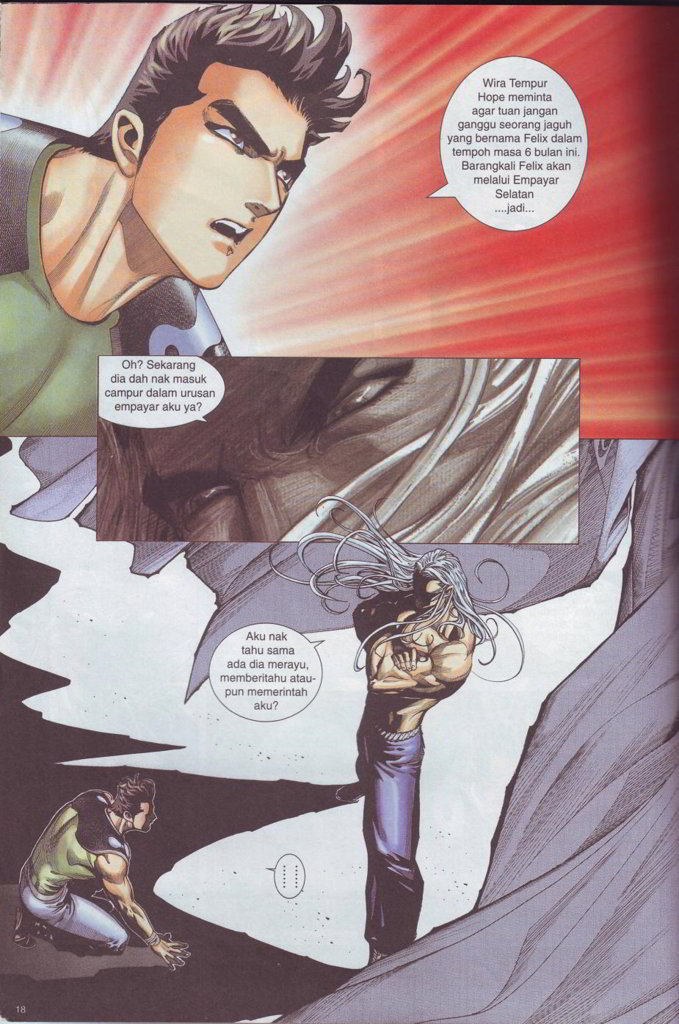 Wira Tempur
Hope meminta
agar tuan jangan
ganggu seorang jaguh
yang bernama Felix dalam
tempoh masa 6 bulan ini.
Barangkali Felix akan
melalui Empayar
Selatan
....jadi...
Oh? Sekarang
dia dah nak masuk
campur dalam urusan
empayar aku ya?
Aku nak
tahu sama
ada dia merayu,
memberitahu atau-
pun memerintah
aku?
......
18